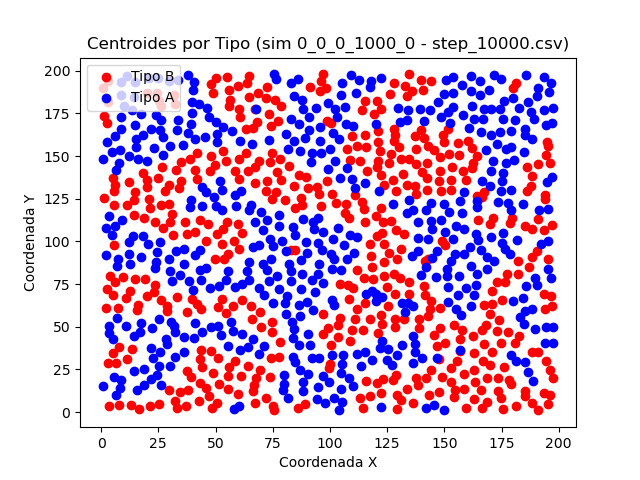 Centroides por Tipo (sim 0_0_0_1000_0 - step_10000.csv)
Tipo B
Tipo A
Coordenada Y
200
175
150
125
100
75
50
25
0
0 25 50 75 100 125 150 175 200
Coordenada X